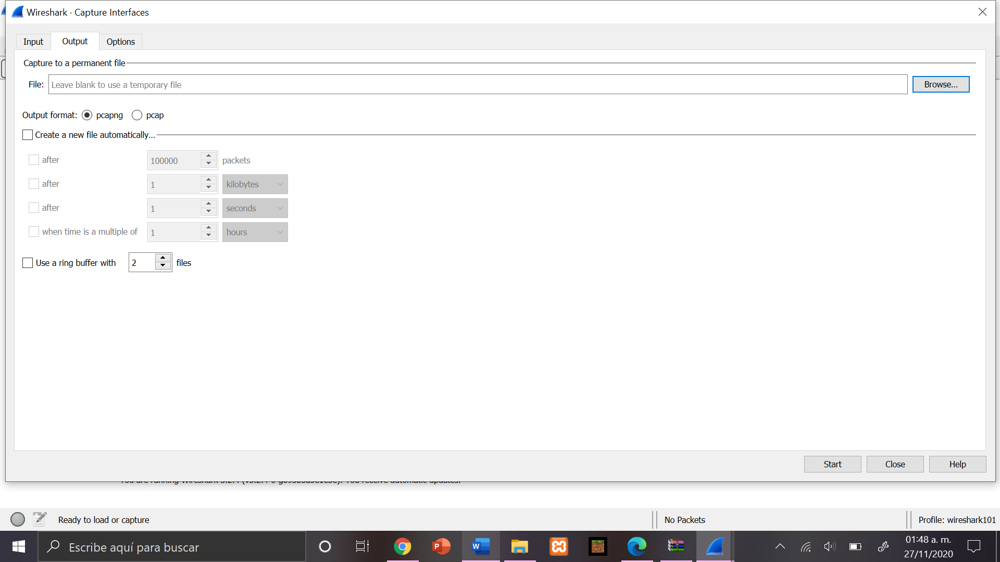 Wireshark · Capture Interfaces
Input Output Options
Capture to a permanent file
File: Leave blank to use a temporary file Browse...
Output format: pcapng pcap
Create a new file automatically...
after 100000 packets
after 1 kilobytes
after 1 seconds
when time is a multiple of 1 hours
Use a ring buffer with 2 files
Start Close Help
Ready to load or capture No Packets Profile: wireshark101
Escribe aquí para buscar
01:48 a. m.
27/11/2020